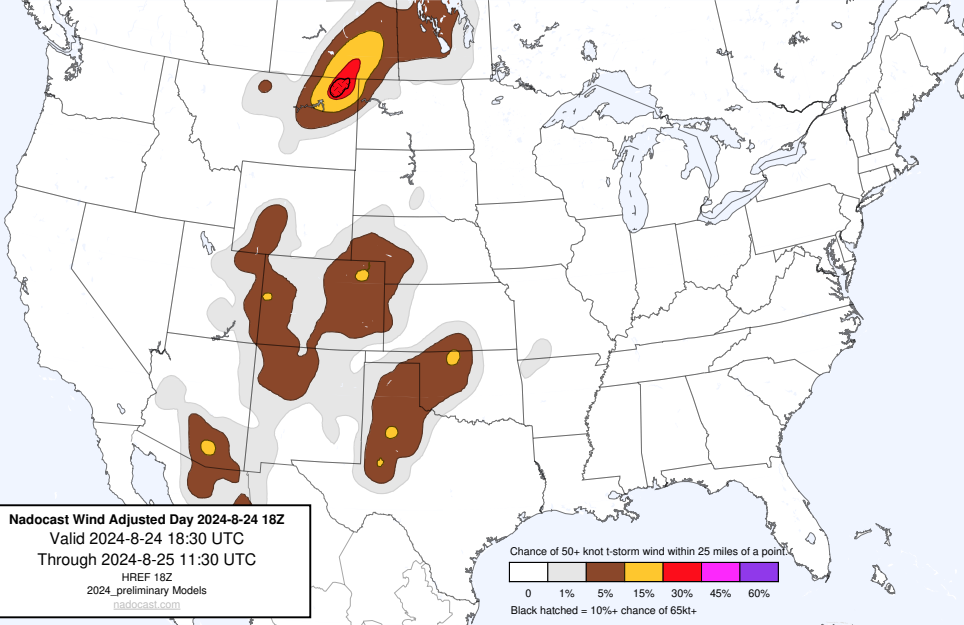 Nadocast Wind Adjusted Day 2024-8-24 18Z
Valid 2024-8-24 18:30 UTC
Through 2024-8-25 11:30 UTC
HREF 18Z
2024_preliminary Models
nadocast.com
Chance of 50+ knot t-storm wind within 25 miles of a point.
0 1% 5% 15% 30% 45% 60%
Black hatched = 10%+ chance of 65kt+